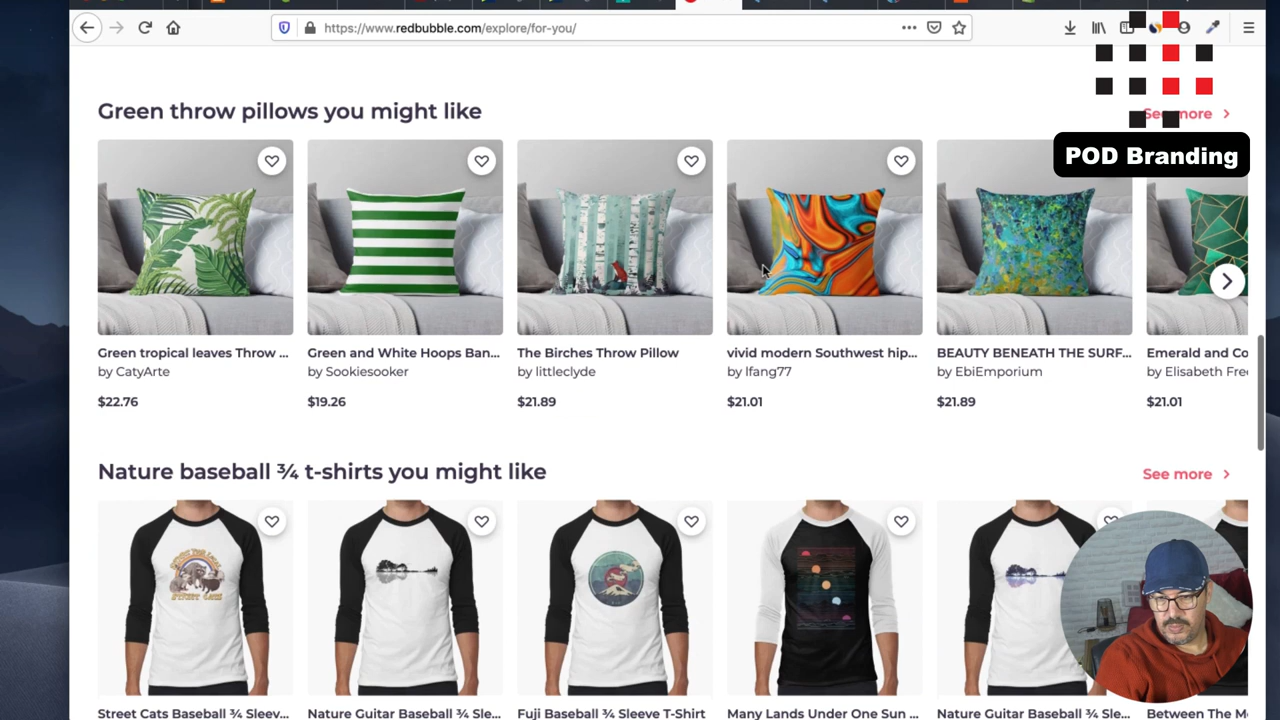 https://www.redbubble.com/explore/for-you/
Green throw pillows you might like
See more
POD Branding
Green tropical leaves Throw ...
Green and White Hoops Ban...
The Birches Throw Pillow
vivid modern Southwest hip...
BEAUTY BENEATH THE SURF...
Emerald and Co
by CatyArte
by Sookiesooker
by littleclyde
by lfang77
by EbiEmporium
by Elisabeth Fre
$22.76
$19.26
$21.89
$21.01
$21.89
$21.01
Nature baseball ¾ t-shirts you might like
See more
STREET CATS
Street Cats Baseball ¾ Sleev...
Nature Guitar Baseball ¾ Sle...
Fuji Baseball ¾ Sleeve T-Shirt
Many Lands Under One Sun ...
Nature Guitar Baseball ¾ Sle...
Between The M